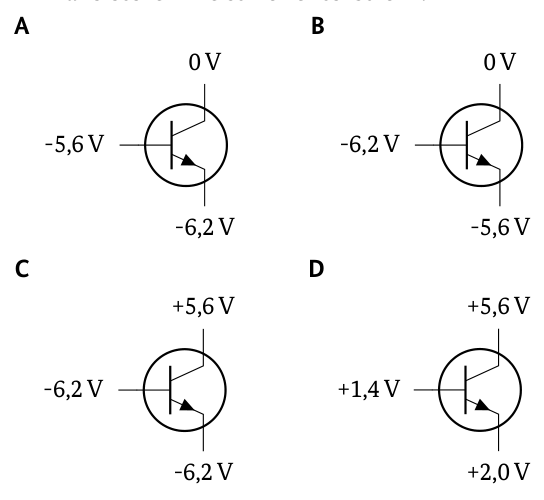 A B
0 V 0 V
-5,6 V -6,2 V
-6,2 V -5,6 V
C D
+5,6 V +5,6 V
-6,2 V +1,4 V
-6,2 V +2,0 V